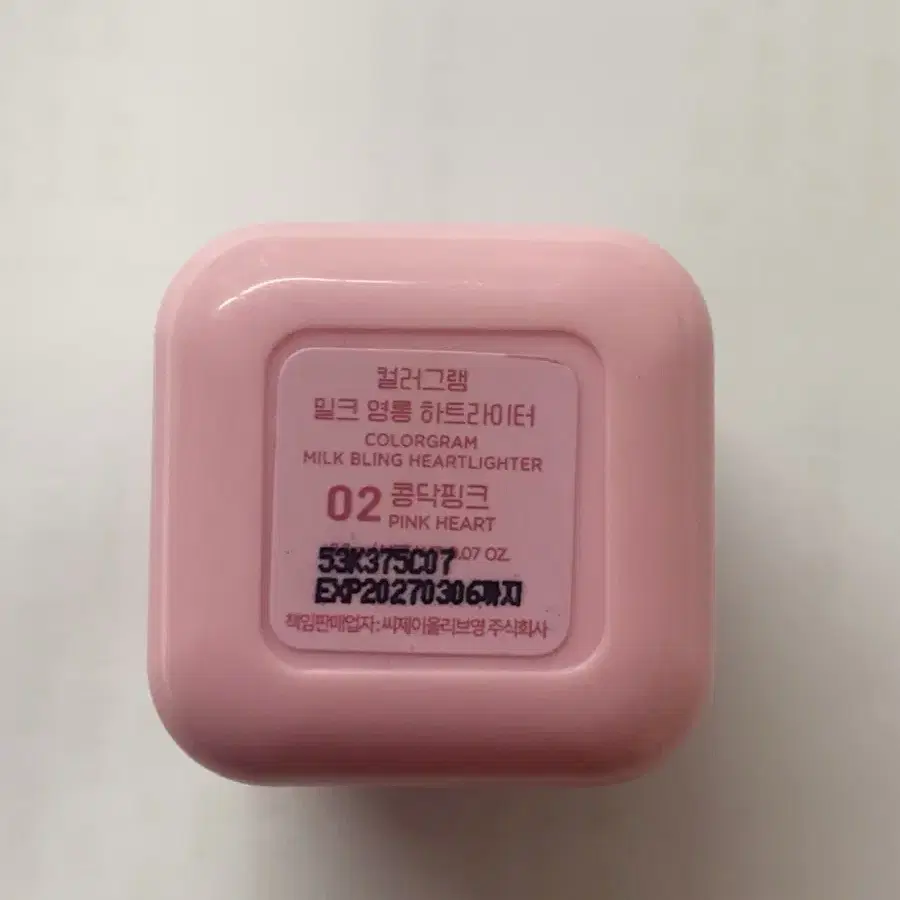 컬러그램
밀크 영롱 하트라이터
COLORGRAM
MILK BLING HEARTLIGHTER
02 콩닥핑크
PINK HEART
0.07 OZ.
53K375C07
EXP20270306까지
책임판매업자:씨제이올리브영 주식회사